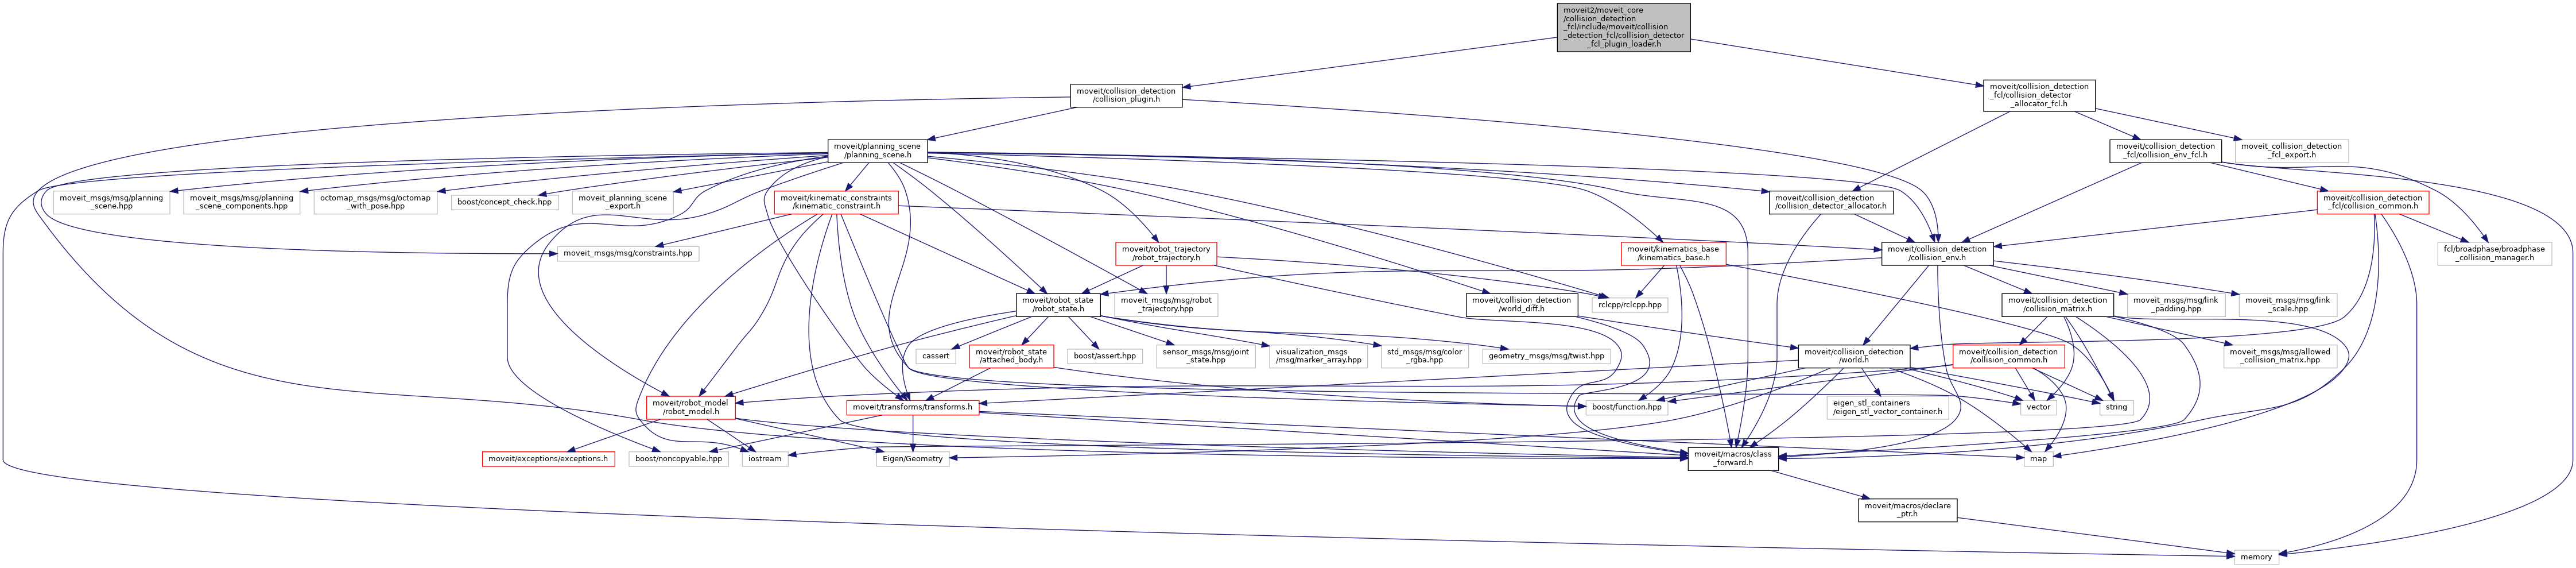 moveit2/moveit_core
/collision_detection
_fcl/include/moveit/collision
_detection_fcl/collision_detector
_fcl_plugin_loader.h
moveit/collision_detection
/collision_plugin.h
moveit/collision_detection
_fcl/collision_detector
_allocator_fcl.h
moveit/planning_scene
/planning_scene.h
moveit/collision_detection
_fcl/collision_env_fcl.h
moveit_collision_detection
_fcl_export.h
moveit_msgs/msg/planning
_scene.hpp
moveit_msgs/msg/planning
_scene_components.hpp
octomap_msgs/msg/octomap
_with_pose.hpp
boost/concept_check.hpp
moveit_planning_scene
_export.h
moveit/kinematic_constraints
/kinematic_constraint.h
moveit/collision_detection
/collision_detector_allocator.h
moveit/collision_detection
_fcl/collision_common.h
moveit_msgs/msg/constraints.hpp
moveit/robot_trajectory
/robot_trajectory.h
moveit/kinematics_base
/kinematics_base.h
moveit/collision_detection
/collision_env.h
fcl/broadphase/broadphase
_collision_manager.h
moveit/robot_state
/robot_state.h
moveit_msgs/msg/robot
_trajectory.hpp
moveit/collision_detection
/world_diff.h
rclcpp/rclcpp.hpp
moveit/collision_detection
/collision_matrix.h
moveit_msgs/msg/link
_padding.hpp
moveit_msgs/msg/link
_scale.hpp
cassert
moveit/robot_state
/attached_body.h
boost/assert.hpp
sensor_msgs/msg/joint
_state.hpp
visualization_msgs
/msg/marker_array.hpp
std_msgs/msg/color
_rgba.hpp
geometry_msgs/msg/twist.hpp
moveit/collision_detection
/world.h
moveit/collision_detection
/collision_common.h
moveit_msgs/msg/allowed
_collision_matrix.hpp
moveit/robot_model
/robot_model.h
moveit/transforms/transforms.h
boost/function.hpp
eigen_stl_containers
/eigen_stl_vector_container.h
vector
string
moveit/exceptions/exceptions.h
boost/noncopyable.hpp
iostream
Eigen/Geometry
moveit/macros/class
_forward.h
map
moveit/macros/declare
_ptr.h
memory